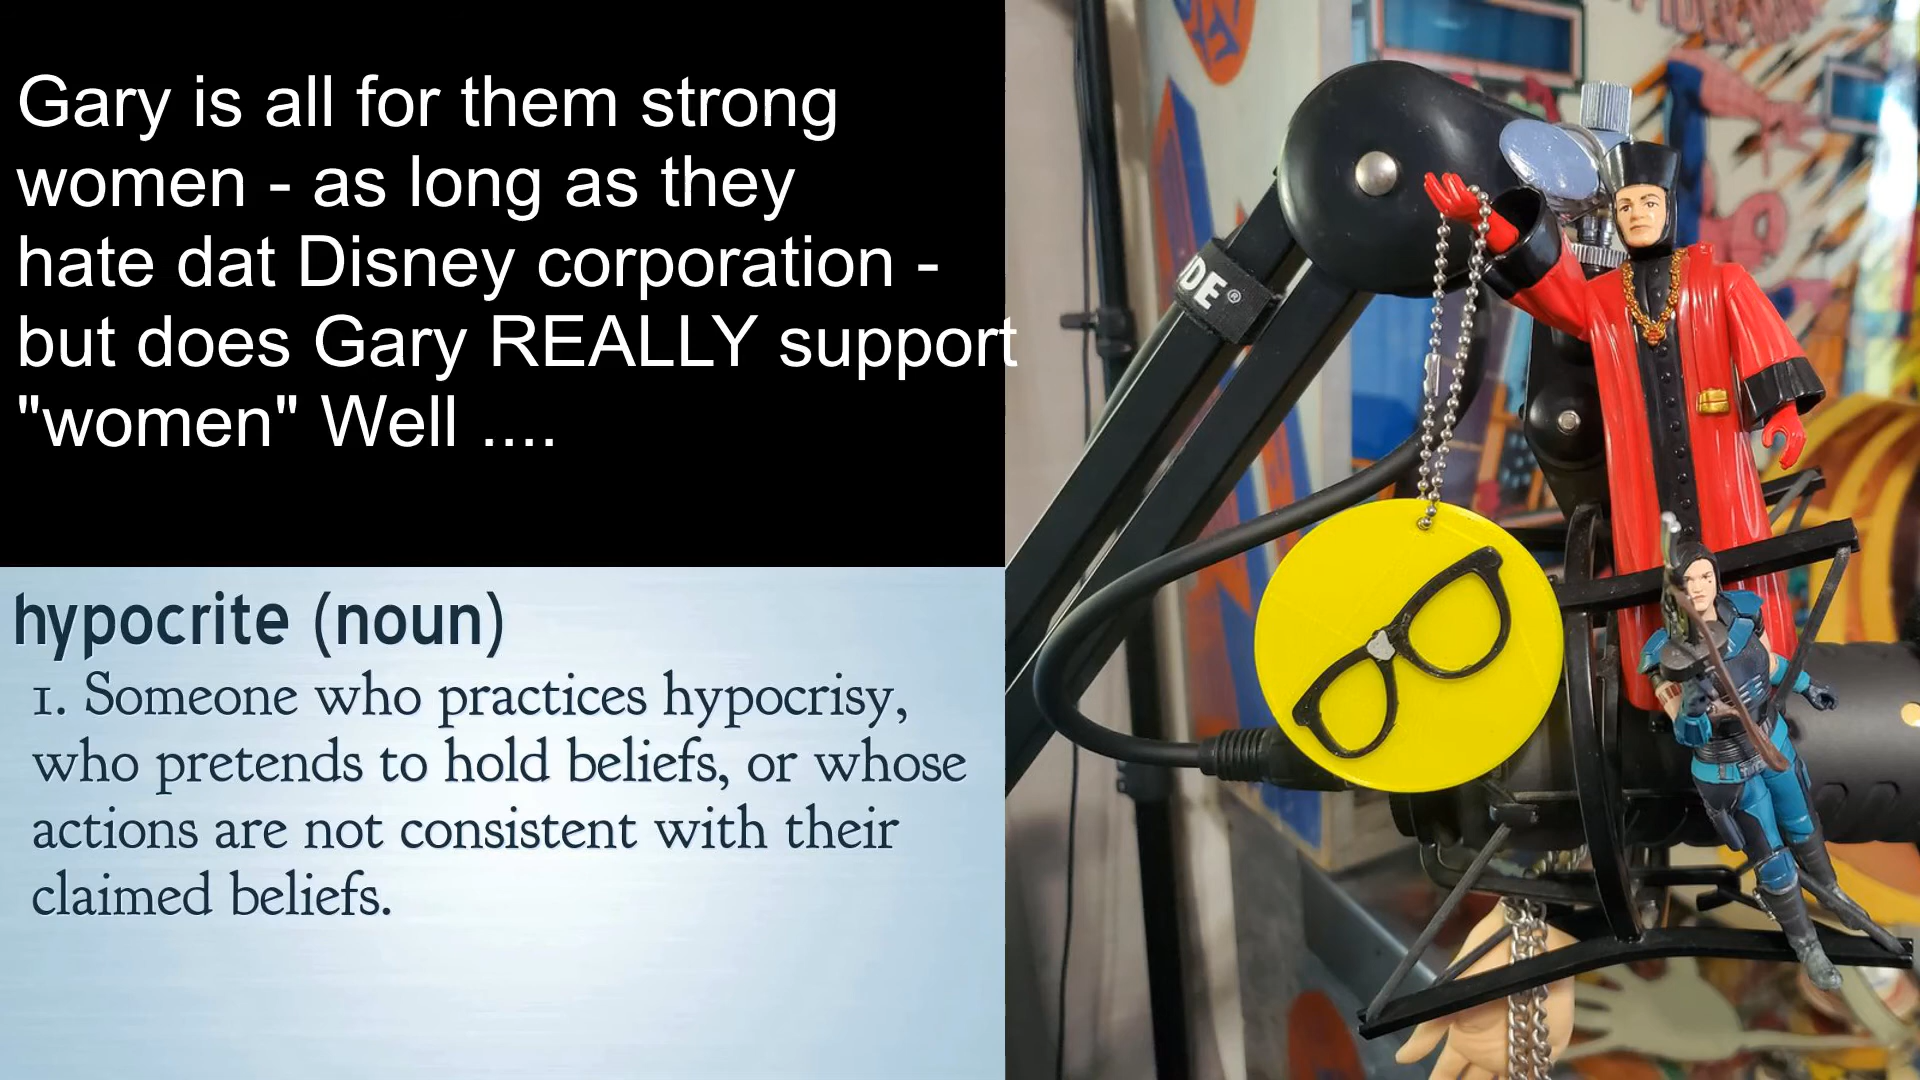 Gary is all for them strong
women - as long as they
hate dat Disney corporation -
but does Gary REALLY support
"women" Well ....
hypocrite (noun)
1. Someone who practices hypocrisy,
who pretends to hold beliefs, or whose
actions are not consistent with their
claimed beliefs.
DE®